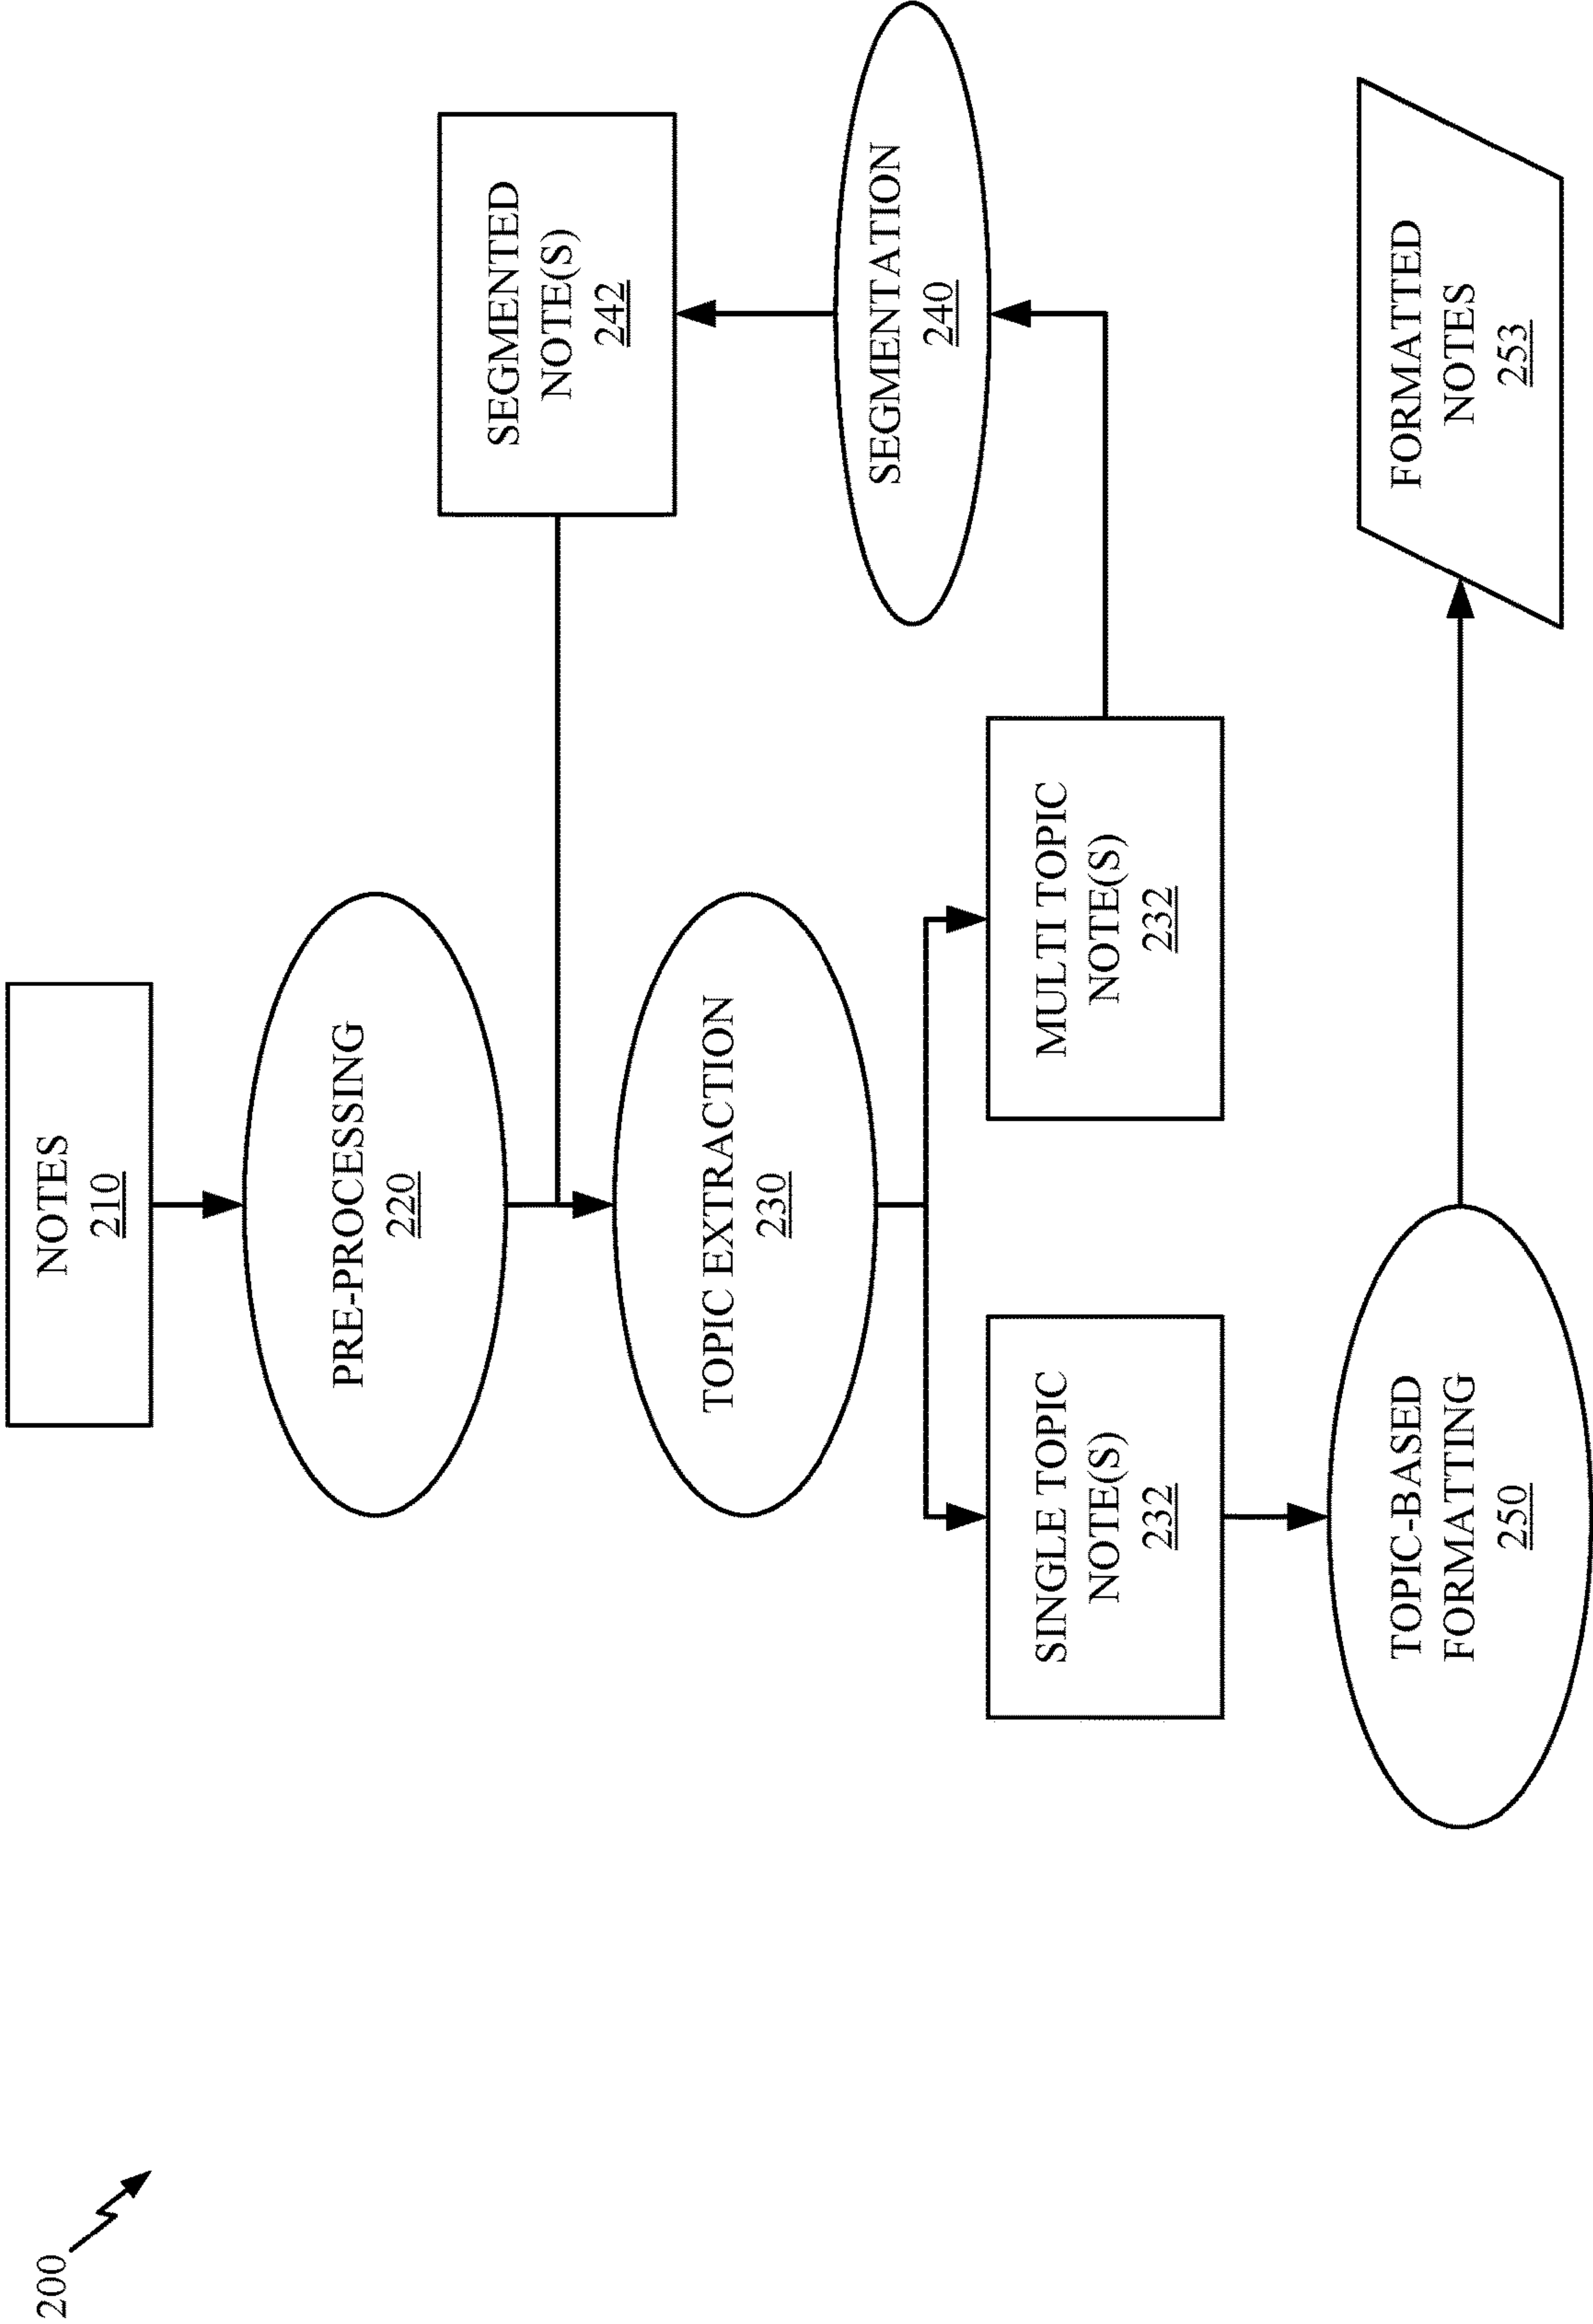 200
NOTES
210
PRE-PROCESSING
220
SEGMENTED
NOTE(S)
242
TOPIC EXTRACTION
230
SEGMENTATION
240
SINGLE TOPIC
NOTE(S)
232
MULTI TOPIC
NOTE(S)
232
TOPIC-BASED
FORMATTING
250
FORMATTED
NOTES
253